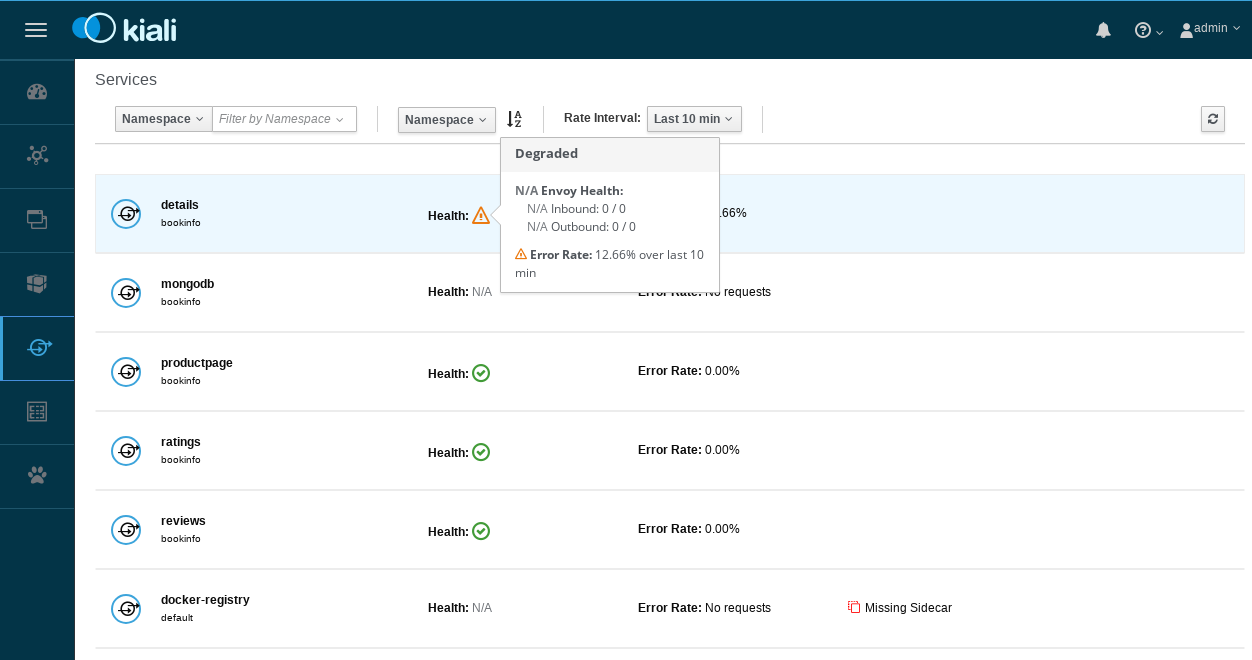 kiali
admin
Services
Namespace
Filter by Namespace
Namespace
Rate Interval:
Last 10 min
Degraded
N/A Envoy Health:
N/A Inbound: 0 / 0
N/A Outbound: 0 / 0
Error Rate: 12.66% over last 10
min
details
bookinfo
Health:
.66%
mongodb
bookinfo
Health: N/A
Error Rate: No requests
productpage
bookinfo
Health:
Error Rate: 0.00%
ratings
bookinfo
Health:
Error Rate: 0.00%
reviews
bookinfo
Health:
Error Rate: 0.00%
docker-registry
default
Health: N/A
Error Rate: No requests
Missing Sidecar